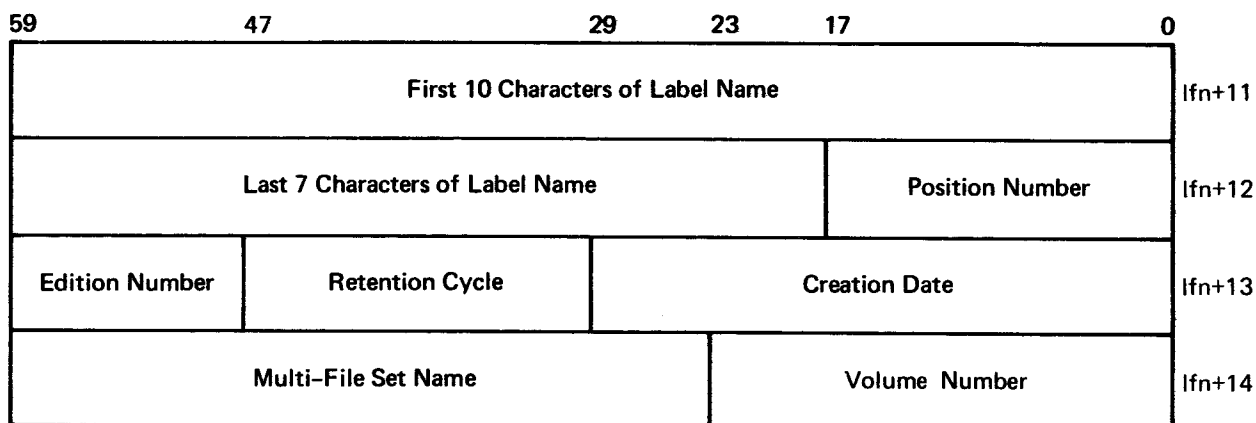 59 47 29 23 17 0
First 10 Characters of Label Name lfn+11
Last 7 Characters of Label Name Position Number lfn+12
Edition Number Retention Cycle Creation Date lfn+13
Multi-File Set Name Volume Number lfn+14